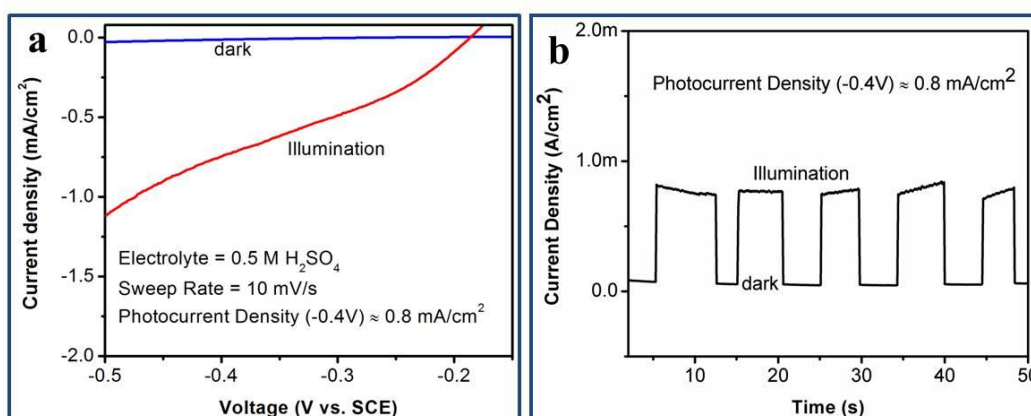 a
0.0
-0.5
-1.0
-1.5
-2.0
Current density (mA/cm²)
dark
Illumination
Electrolyte = 0.5 M H₂SO₄
Sweep Rate = 10 mV/s
Photocurrent Density (-0.4V) ≈ 0.8 mA/cm²
-0.5 -0.4 -0.3 -0.2
Voltage (V vs. SCE)
b
2.0m
1.0m
0.0
Current Density (A/cm²)
Photocurrent Density (-0.4V) ≈ 0.8 mA/cm²
Illumination
dark
10 20 30 40 50
Time (s)